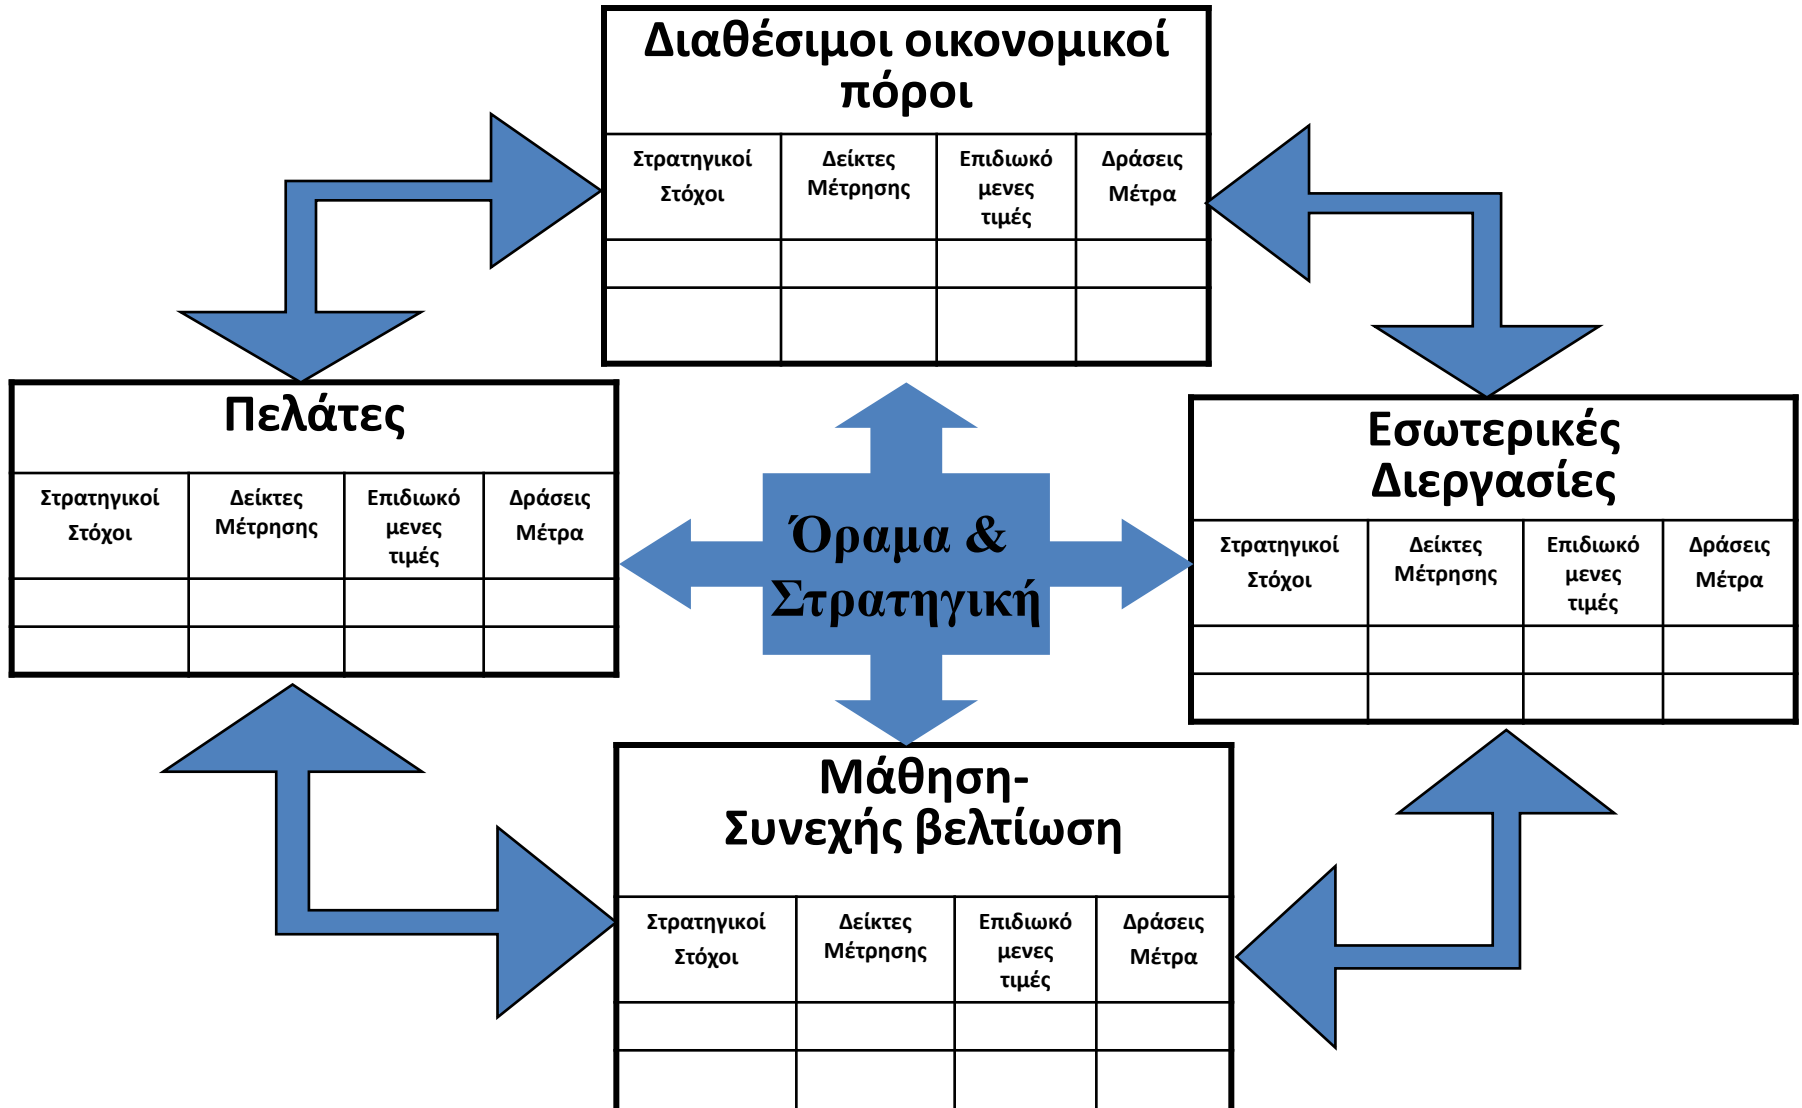 Διαθέσιμοι οικονομικοί
πόροι
Στρατηγικοί
Στόχοι
Δείκτες
Μέτρησης
Επιδιωκό
μενες
τιμές
Δράσεις
Μέτρα
Πελάτες
Στρατηγικοί
Στόχοι
Δείκτες
Μέτρησης
Επιδιωκό
μενες
τιμές
Δράσεις
Μέτρα
Όραμα &
Στρατηγική
Εσωτερικές
Διεργασίες
Στρατηγικοί
Στόχοι
Δείκτες
Μέτρησης
Επιδιωκό
μενες
τιμές
Δράσεις
Μέτρα
Μάθηση-
Συνεχής βελτίωση
Στρατηγικοί
Στόχοι
Δείκτες
Μέτρησης
Επιδιωκό
μενες
τιμές
Δράσεις
Μέτρα